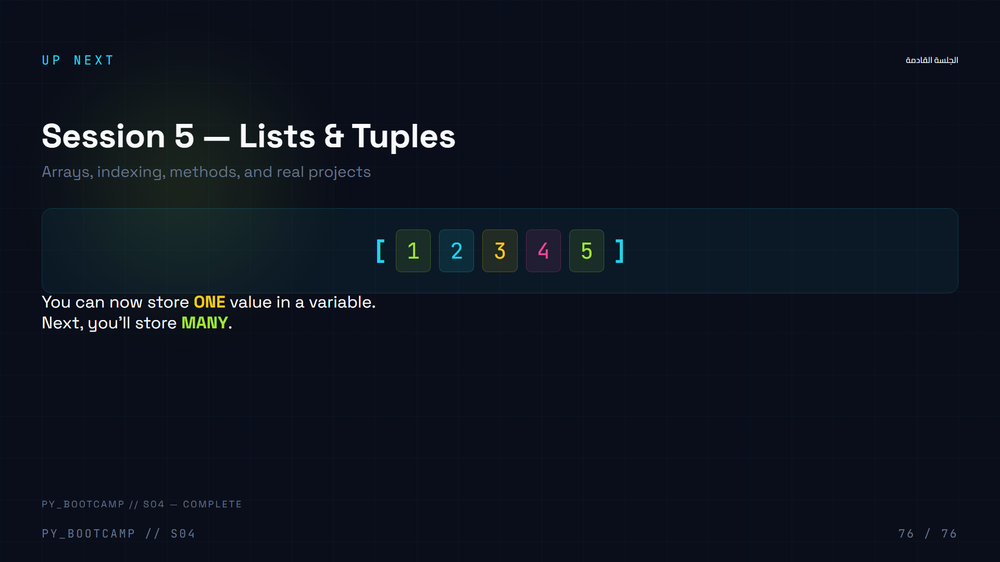 UP NEXT
الجلسة القادمة
Session 5 — Lists & Tuples
Arrays, indexing, methods, and real projects
[ 1 2 3 4 5 ]
You can now store ONE value in a variable.
Next, you’ll store MANY.
PY_BOOTCAMP // S04 — COMPLETE
PY_BOOTCAMP // S04
76 / 76